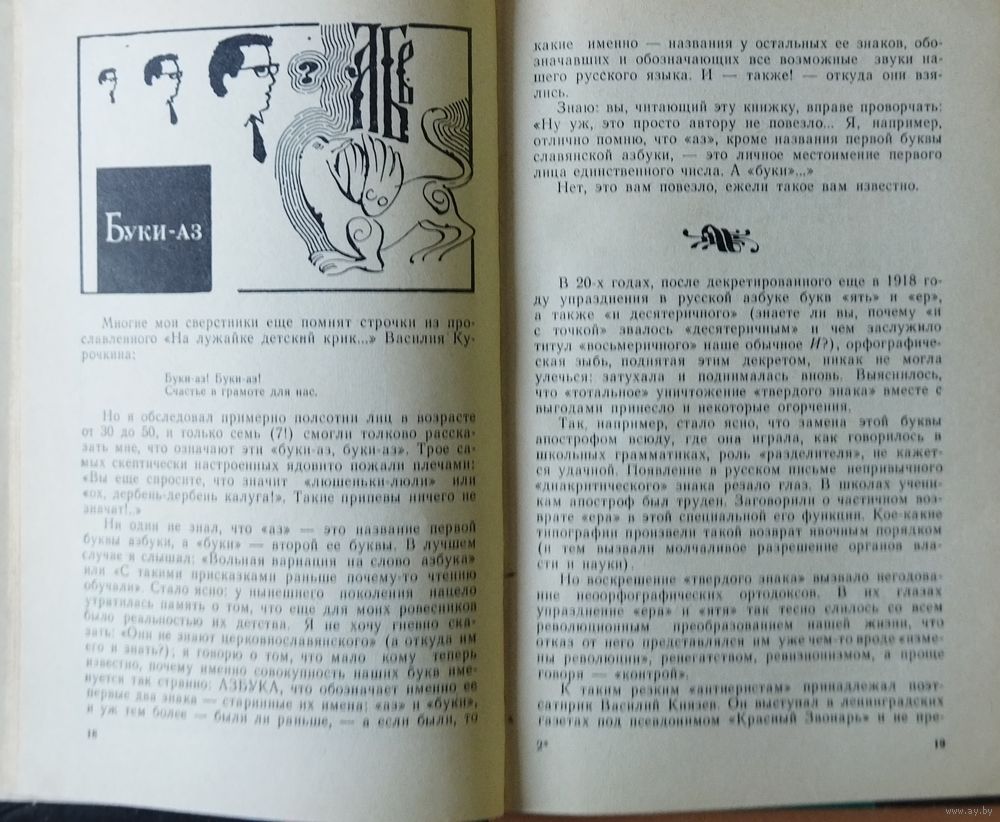 АБВ
?
Буки-аз
Многие мои сверстники еще помнят строчки из про-
славленного «На лужайке детский крик...» Василия Ку-
рочкина:
Буки-аз! Буки-аз!
Счастье в грамоте для нас.
Но я обследовал примерно полсотни лиц в возрасте
от 30 до 50, и только семь (7!) смогли толково расска-
зать мне, что означают эти «буки-аз, буки-аз». Трое са-
мых скептически настроенных ядовито пожали плечами:
«Вы еще спросите, что значит «люшеньки-люли» или
«ох, дербень-дербень калуга!». Такие припевы ничего не
значат!..»
Ни один не знал, что «аз» — это название первой
буквы азбуки, а «буки» — второй ее буквы. В лучшем
случае я слышал: «Вольная вариация на слово азбука»
или «С такими присказками раньше почему-то чтению
обучали». Стало ясно: у нынешнего поколения нацело
утратилась память о том, что еще для моих ровесников
было реальностью их детства. Я не хочу гневно ска-
зать: «Они не знают церковнославянского» (а откуда им
его и знать?), я говорю о том, что мало кому теперь
известно, почему именно совокупность наших букв име-
нуется так странно: АЗБУКА, что обозначает именно ее
первые два знака — старинные их имена: «аз» и «буки»,
и уж тем более — были ли раньше, — а если были, то
18
какие именно — названия у остальных ее знаков, обо-
значавших и обозначающих все возможные звуки на-
шего русского языка. И — также! — откуда они взя-
лись.
Знаю: вы, читающий эту книжку, вправе проворчать:
«Ну уж, это просто автору не повезло... Я, например,
отлично помню, что «аз», кроме названия первой буквы
славянской азбуки, — это личное местоимение первого
лица единственного числа. А «буки»...»
Нет, это вам повезло, ежели такое вам известно.
В 20-х годах, после декретированного еще в 1918 го-
ду упразднения в русской азбуке букв «ять» и «ер»,
а также «и десятеричного» (знаете ли вы, почему «и
с точкой» звалось «десятеричным» и чем заслужило
титул «восьмеричного» наше обычное И?), орфографиче-
ская зыбь, поднятая этим декретом, никак не могла
улечься: затухала и поднималась вновь. Выяснилось,
что «тотальное» уничтожение «твердого знака» вместе с
выгодами принесло и некоторые огорчения.
Так, например, стало ясно, что замена этой буквы
апострофом всюду, где она играла, как говорилось в
школьных грамматиках, роль «разделителя», не кажет-
ся удачной. Появление в русском письме непривычного
«диакритического» знака резало глаз. В школах учени-
кам апостроф был труден. Заговорили о частичном воз-
врате «ера» в этой специальной его функции. Кое-какие
типографии произвели такой возврат явочным порядком
(и тем вызвали молчаливое разрешение органов вла-
сти и науки).
Но воскрешение «твердого знака» вызвало негодова-
ние неоорфографических ортодоксов. В их глазах
упразднение «ера» и «ятя» так тесно слилось со всем
революционным преобразованием нашей жизни, что
отказ от него представлялся им уже чем-то вроде «изме-
ны революции», ренегатством, ревизионизмом, а проще
говоря — «контрой».
К таким резким «антиеристам» принадлежал поэт-
сатирик Василий Князев. Он выступал в ленинградских
газетах под псевдонимом «Красный Звонарь» и не пре-
2*
19
www.ay.by